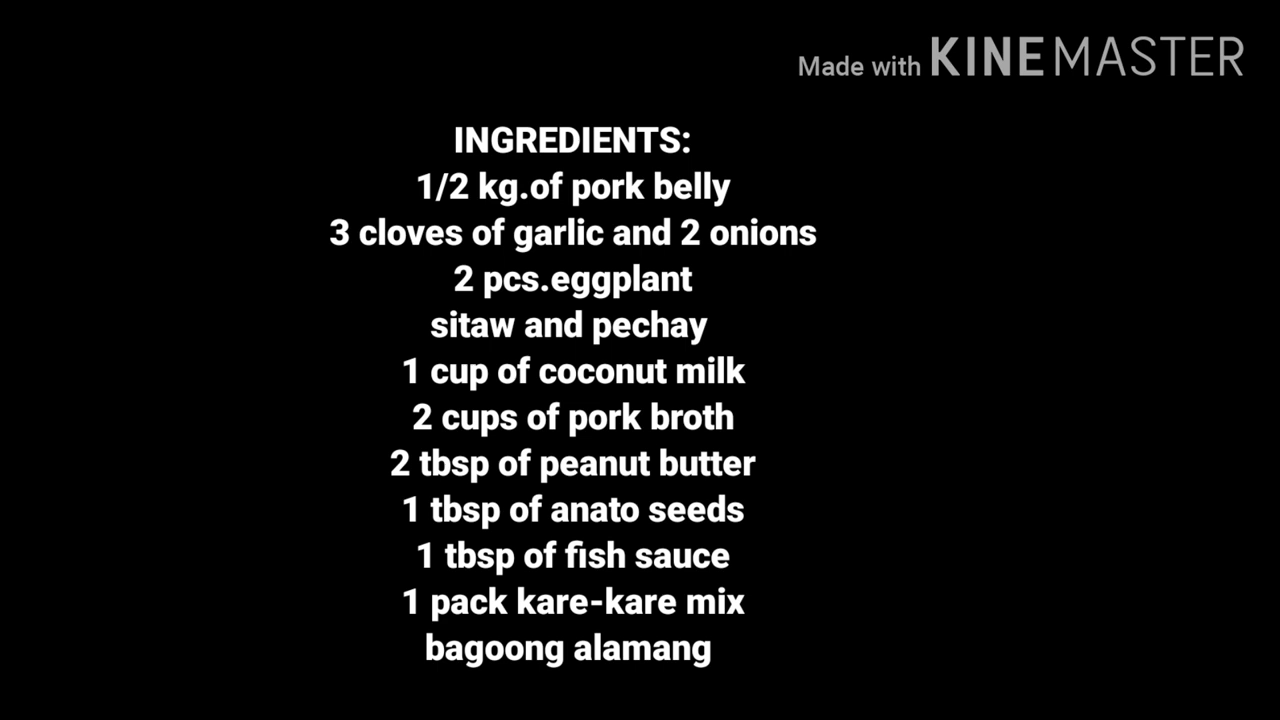 Made with KINEMASTER
INGREDIENTS:
1/2 kg.of pork belly
3 cloves of garlic and 2 onions
2 pcs.eggplant
sitaw and pechay
1 cup of coconut milk
2 cups of pork broth
2 tbsp of peanut butter
1 tbsp of anato seeds
1 tbsp of fish sauce
1 pack kare-kare mix
bagoong alamang